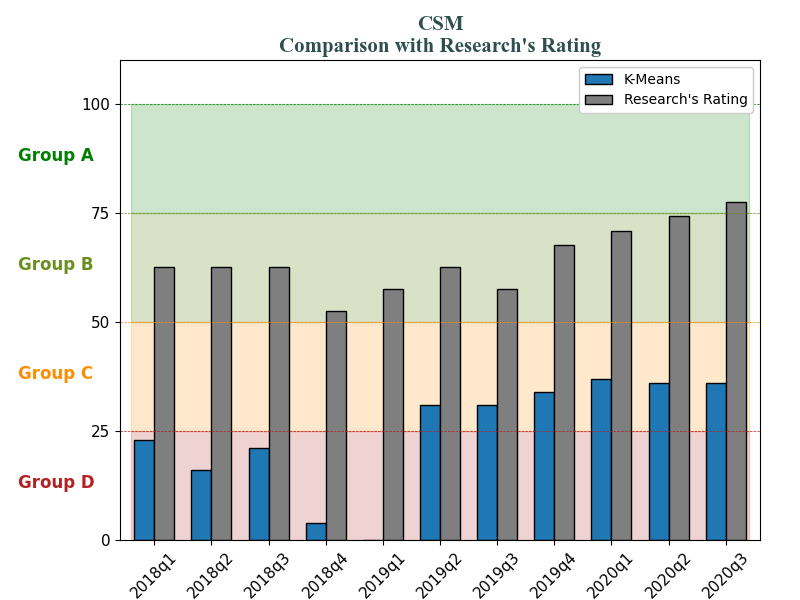 CSM
Comparison with Research's Rating
K-Means
Research's Rating
100
Group A
75
Group B
50
Group C
25
Group D
0
2018q1
2018q2
2018q3
2018q4
2019q1
2019q2
2019q3
2019q4
2020q1
2020q2
2020q3